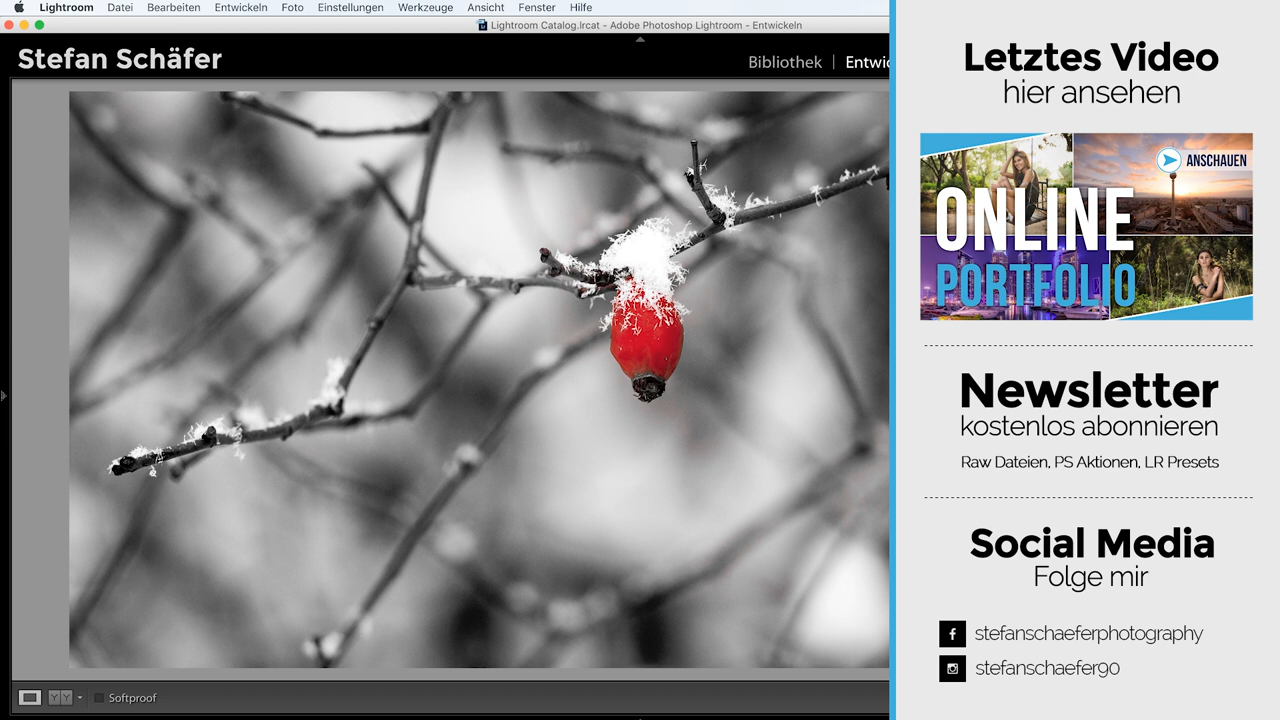 Lightroom Datei Bearbeiten Entwickeln Foto Einstellungen Werkzeuge Ansicht Fenster Hilfe
Lightroom Catalog.lrcat - Adobe Photoshop Lightroom - Entwickeln
Stefan Schäfer
Bibliothek | Entwic
Softproof
Letztes Video
hier ansehen
ANSCHAUEN
ONLINE
PORTFOLIO
Newsletter
kostenlos abonnieren
Raw Dateien, PS Aktionen, LR Presets
Social Media
Folge mir
stefanschaeferphotography
stefanschaefer90